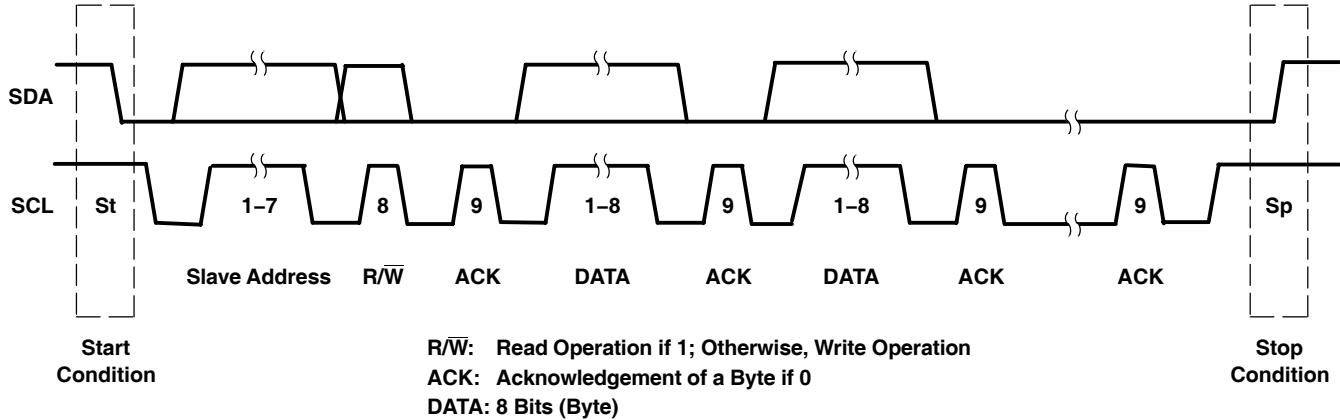 SDA
SCL St 1–7 8 9 1–8 9 1–8 9 9 Sp
Slave Address R/W̅ ACK DATA ACK DATA ACK ACK
Start Condition
Stop Condition
R/W̅: Read Operation if 1; Otherwise, Write Operation
ACK: Acknowledgement of a Byte if 0
DATA: 8 Bits (Byte)